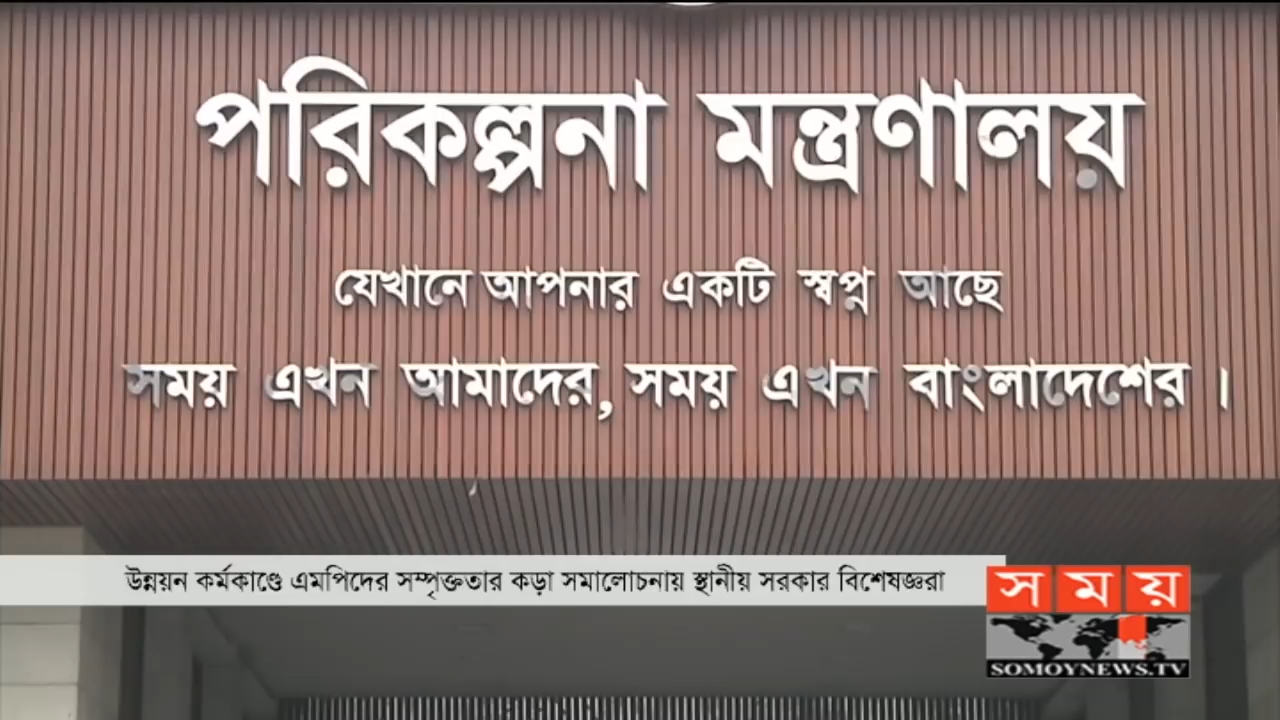 পরিকল্পনা মন্ত্রণালয়
যেখানে আপনার একটি স্বপ্ন আছে
সময় এখন আমাদের, সময় এখন বাংলাদেশের।
উন্নয়ন কর্মকাণ্ডে এমপিদের সম্পৃক্ততার কড়া সমালোচনায় স্থানীয় সরকার বিশেষজ্ঞরা
সময়
SOMOYNEWS.TV